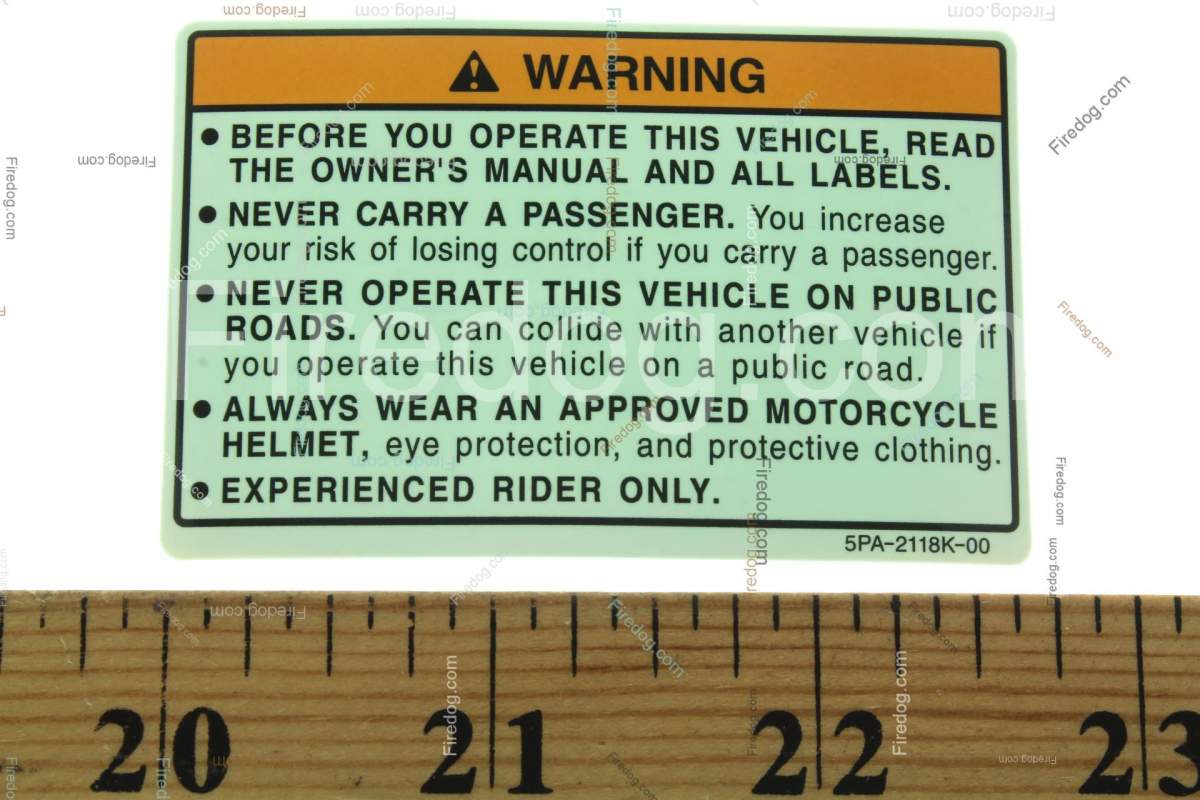 WARNING
• BEFORE YOU OPERATE THIS VEHICLE, READ
THE OWNER'S MANUAL AND ALL LABELS.
• NEVER CARRY A PASSENGER. You increase
your risk of losing control if you carry a passenger.
• NEVER OPERATE THIS VEHICLE ON PUBLIC
ROADS. You can collide with another vehicle if
you operate this vehicle on a public road.
• ALWAYS WEAR AN APPROVED MOTORCYCLE
HELMET, eye protection, and protective clothing.
• EXPERIENCED RIDER ONLY.
5PA-2118K-00
20 21 22 23
Firedog.com